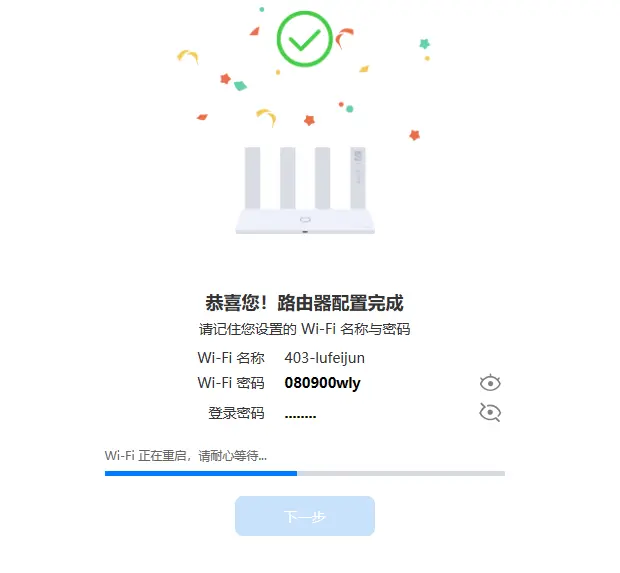 恭喜您！路由器配置完成
请记住您设置的 Wi-Fi 名称与密码
Wi-Fi 名称 403-lufeijun
Wi-Fi 密码 080900wly
登录密码 ........
Wi-Fi 正在重启，请耐心等待...
下一步